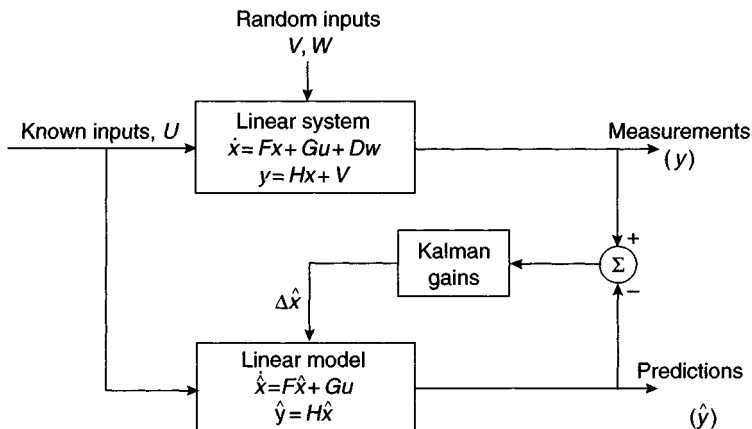 Random inputs
V, W
Known inputs, U
Linear system
ẋ = Fx + Gu + Dw
y = Hx + V
Measurements
(y)
+
Kalman
gains
Σ
−
Δx̂
Linear model
x̂̇ = Fx̂ + Gu
ŷ = Hx̂
Predictions
(ŷ)